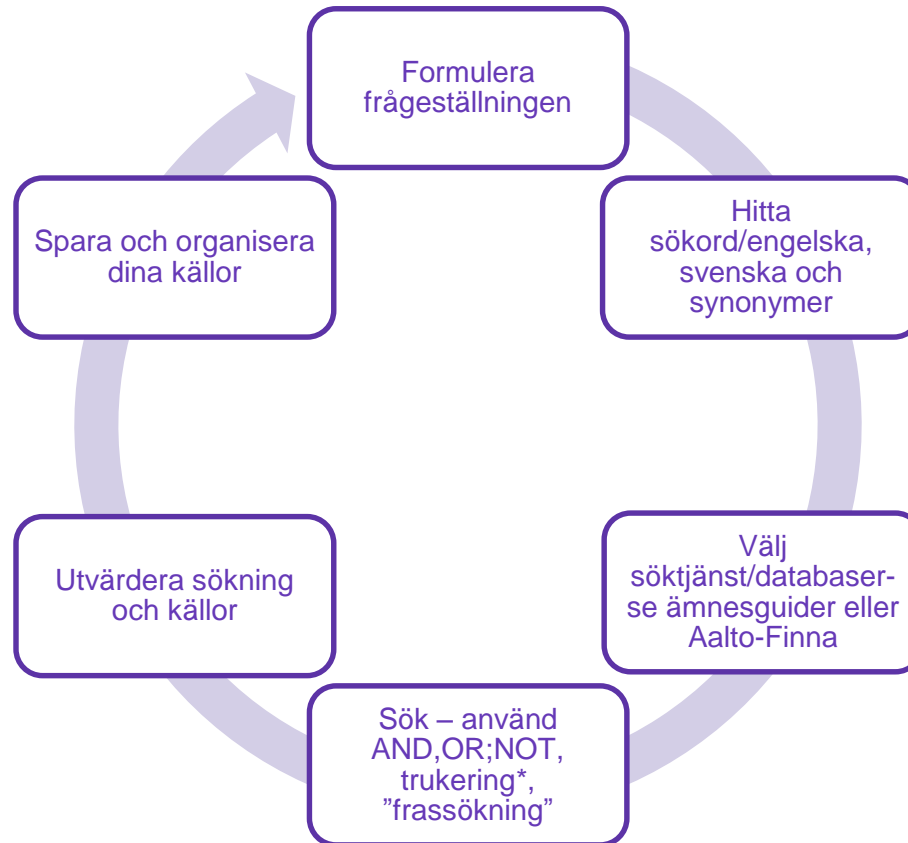 Formulera
frågeställningen
Hitta
sökord/engelska,
svenska och
synonymer
Välj
söktjänst/databaser-
se ämnesguider eller
Aalto-Finna
Sök – använd
AND,OR;NOT,
trukering*,
”frassökning”
Utvärdera sökning
och källor
Spara och organisera
dina källor